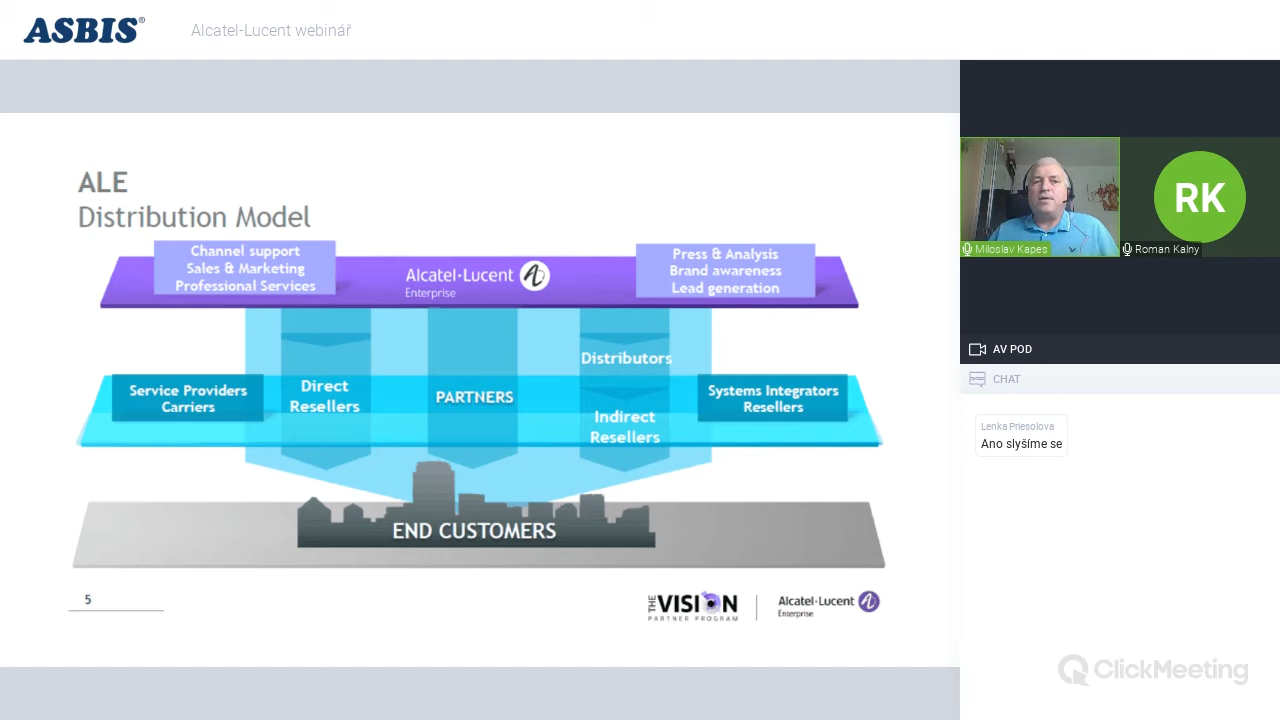 ASBIS®
Alcatel-Lucent webinář
ALE
Distribution Model
Channel support
Sales & Marketing
Professional Services
Alcatel·Lucent
Enterprise
Press & Analysis
Brand awareness
Lead generation
Service Providers
Carriers
Direct
Resellers
PARTNERS
Distributors
Indirect
Resellers
Systems Integrators
Resellers
END CUSTOMERS
5
THE VISION
PARTNER PROGRAM
Alcatel·Lucent
Enterprise
Miloslav Kapes
RK
Roman Kalny
AV POD
CHAT
Lenka Priesolova
Ano slyšíme se
ClickMeeting